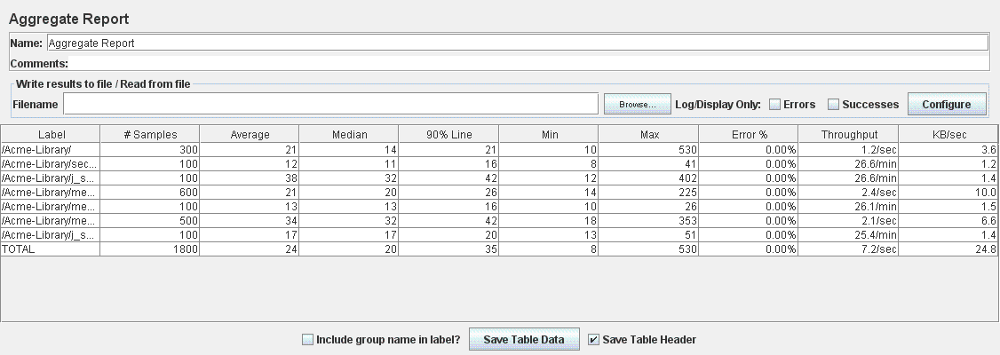 Aggregate Report
Name: Aggregate Report
Comments:
Write results to file / Read from file
Filename Browse... Log/Display Only: Errors Successes Configure
Label # Samples Average Median 90% Line Min Max Error % Throughput KB/sec
/Acme-Library/ 300 21 14 21 10 530 0.00% 1.2/sec 3.6
/Acme-Library/sec... 100 12 11 16 8 41 0.00% 26.6/min 1.2
/Acme-Library/j_s... 100 38 32 42 12 402 0.00% 26.6/min 1.4
/Acme-Library/me... 600 21 20 26 14 225 0.00% 2.4/sec 10.0
/Acme-Library/me... 100 13 13 16 10 26 0.00% 26.1/min 1.5
/Acme-Library/me... 500 34 32 42 18 353 0.00% 2.1/sec 6.6
/Acme-Library/j_s... 100 17 17 20 13 51 0.00% 25.4/min 1.4
TOTAL 1800 24 20 35 8 530 0.00% 7.2/sec 24.8
Include group name in label? Save Table Data Save Table Header